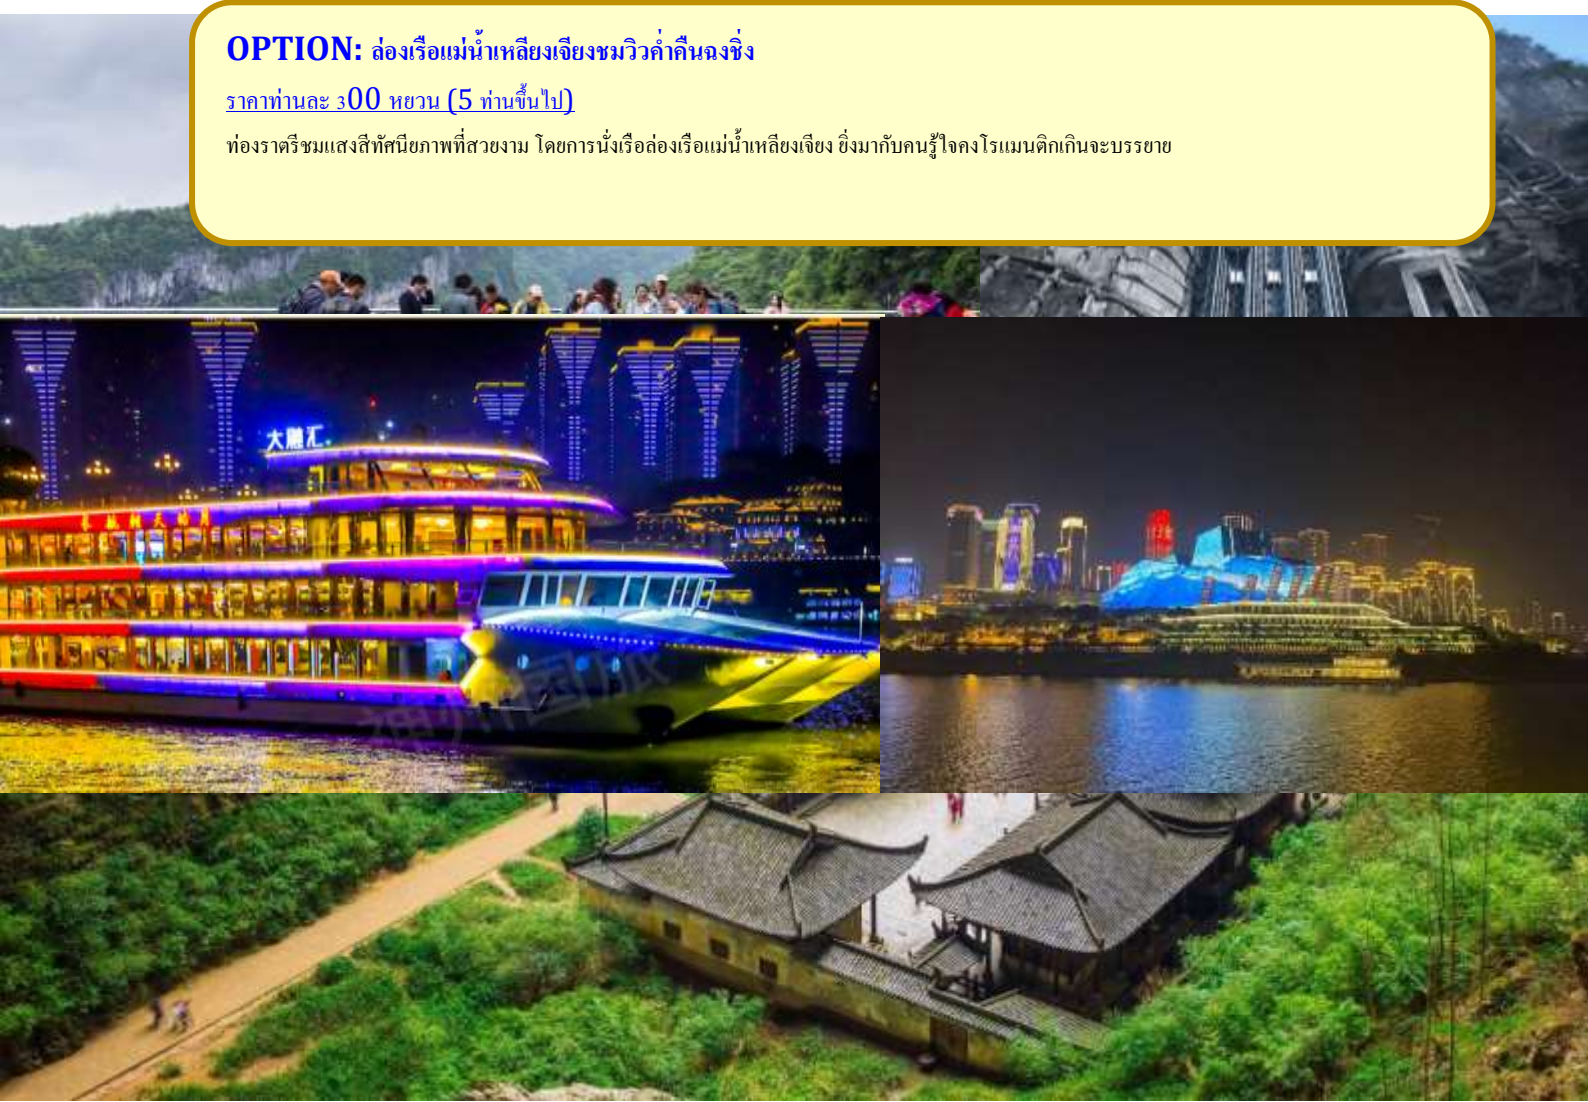 OPTION: ล่องเรือแม่น้ำเหลียงเจียงชมวิวค่ำคืนฉงชิ่ง
ราคาท่านละ 300 หยวน (5 ท่านขึ้นไป)
ท่องราตรีชมแสงสีทัศนียภาพที่สวยงาม โดยการนั่งเรือล่องเรือแม่น้ำเหลียงเจียง ยิ่งมากับคนรู้ใจคงโรแมนติกเกินจะบรรยาย
大鹏汇
神州国旅